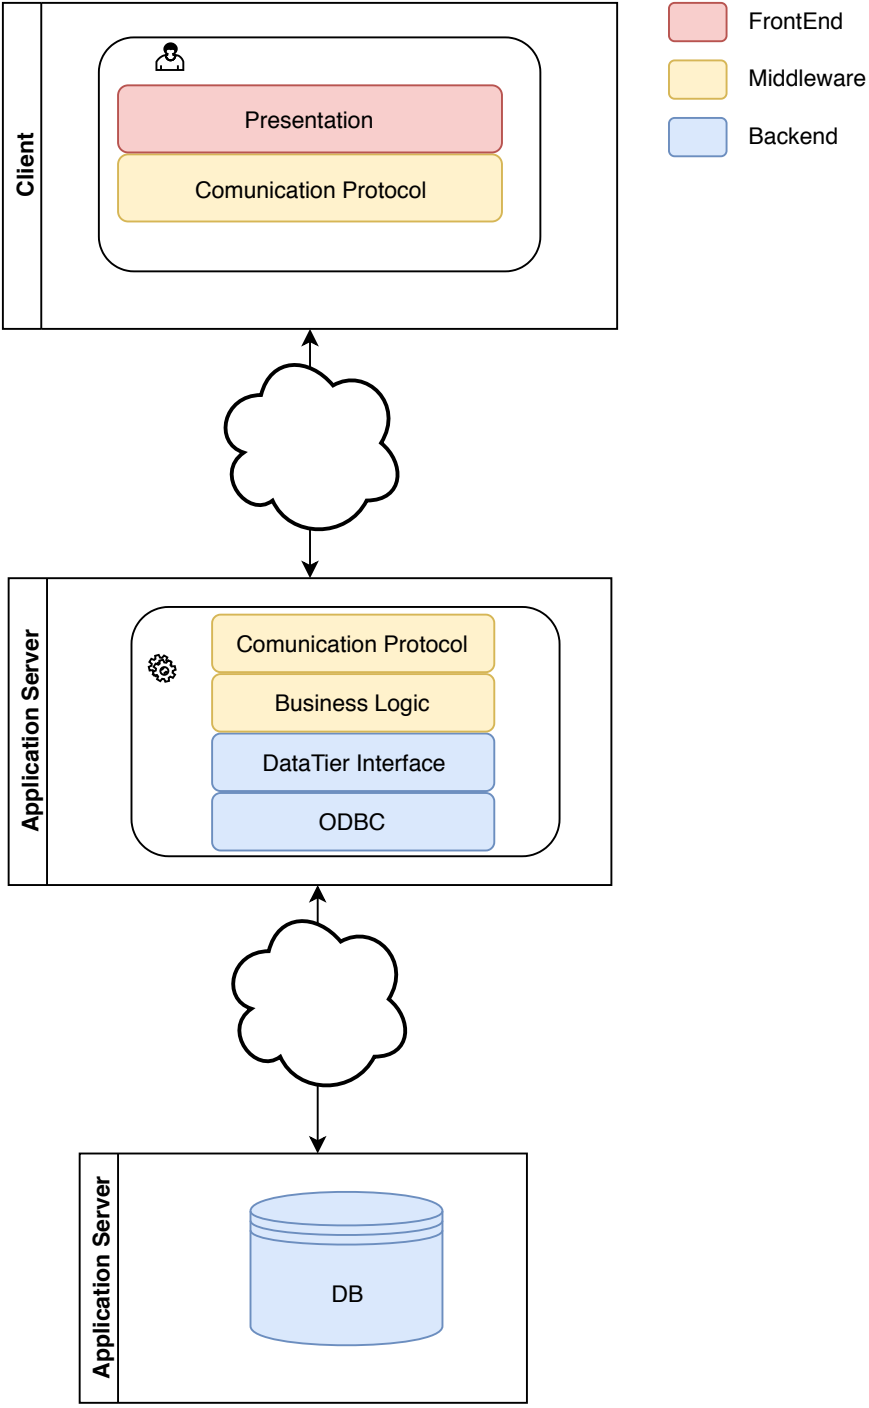 FrontEnd
Middleware
Backend
Client
Presentation
Comunication Protocol
Application Server
Comunication Protocol
Business Logic
DataTier Interface
ODBC
Application Server
DB